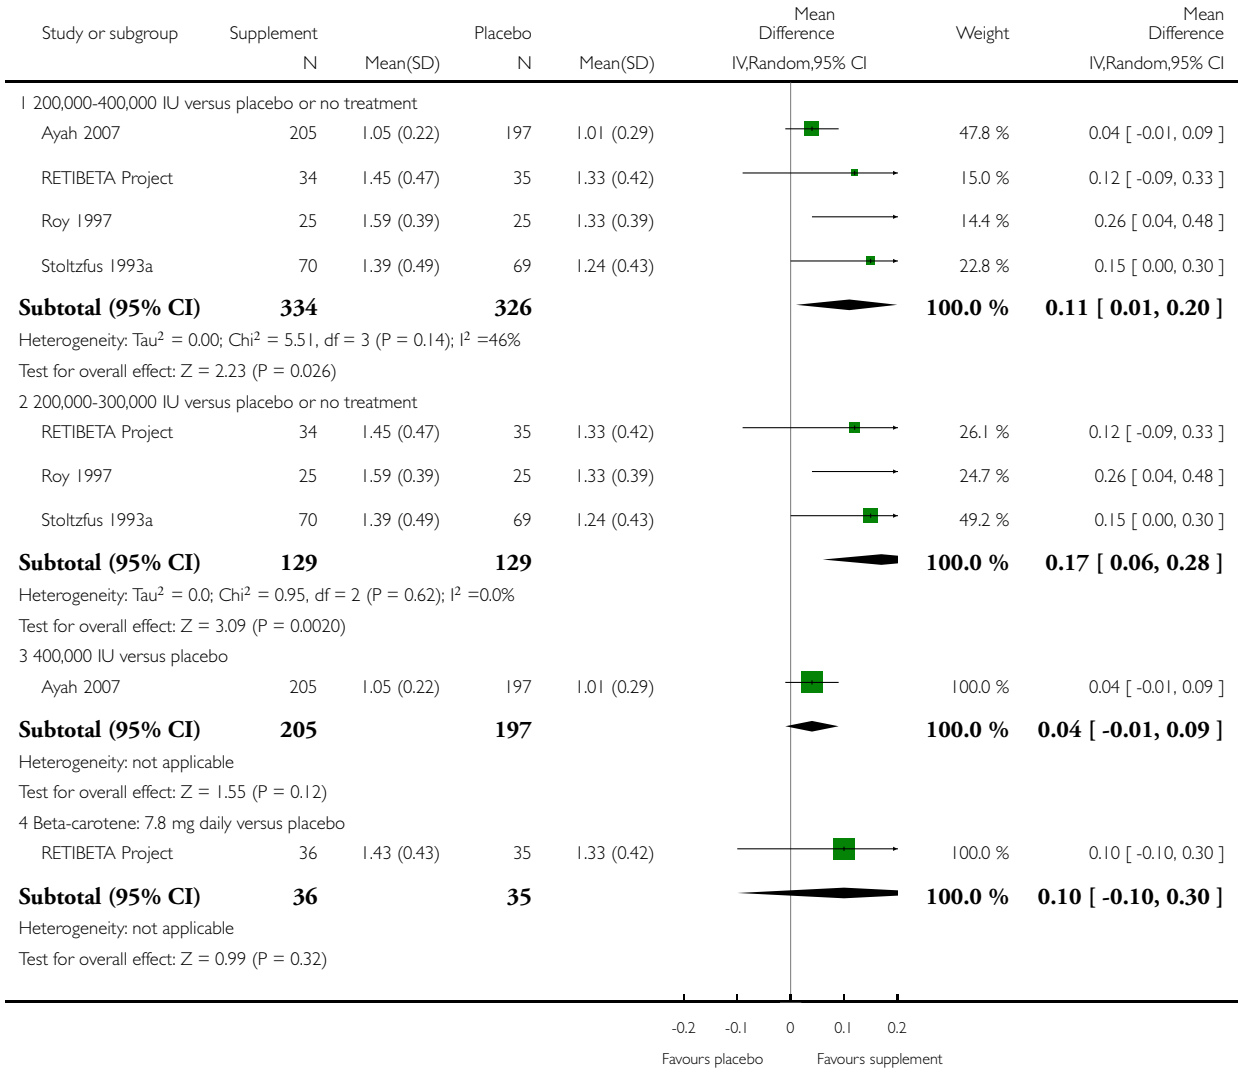 Study or subgroup Supplement Placebo Mean Difference Weight Mean Difference
N Mean(SD) N Mean(SD) IV,Random,95% CI IV,Random,95% CI
1 200,000-400,000 IU versus placebo or no treatment
Ayah 2007 205 1.05 (0.22) 197 1.01 (0.29) 47.8 % 0.04 [ -0.01, 0.09 ]
RETIBETA Project 34 1.45 (0.47) 35 1.33 (0.42) 15.0 % 0.12 [ -0.09, 0.33 ]
Roy 1997 25 1.59 (0.39) 25 1.33 (0.39) 14.4 % 0.26 [ 0.04, 0.48 ]
Stoltzfus 1993a 70 1.39 (0.49) 69 1.24 (0.43) 22.8 % 0.15 [ 0.00, 0.30 ]
Subtotal (95% CI) 334 326 100.0 % 0.11 [ 0.01, 0.20 ]
Heterogeneity: Tau² = 0.00; Chi² = 5.51, df = 3 (P = 0.14); I² =46%
Test for overall effect: Z = 2.23 (P = 0.026)
2 200,000-300,000 IU versus placebo or no treatment
RETIBETA Project 34 1.45 (0.47) 35 1.33 (0.42) 26.1 % 0.12 [ -0.09, 0.33 ]
Roy 1997 25 1.59 (0.39) 25 1.33 (0.39) 24.7 % 0.26 [ 0.04, 0.48 ]
Stoltzfus 1993a 70 1.39 (0.49) 69 1.24 (0.43) 49.2 % 0.15 [ 0.00, 0.30 ]
Subtotal (95% CI) 129 129 100.0 % 0.17 [ 0.06, 0.28 ]
Heterogeneity: Tau² = 0.0; Chi² = 0.95, df = 2 (P = 0.62); I² =0.0%
Test for overall effect: Z = 3.09 (P = 0.0020)
3 400,000 IU versus placebo
Ayah 2007 205 1.05 (0.22) 197 1.01 (0.29) 100.0 % 0.04 [ -0.01, 0.09 ]
Subtotal (95% CI) 205 197 100.0 % 0.04 [ -0.01, 0.09 ]
Heterogeneity: not applicable
Test for overall effect: Z = 1.55 (P = 0.12)
4 Beta-carotene: 7.8 mg daily versus placebo
RETIBETA Project 36 1.43 (0.43) 35 1.33 (0.42) 100.0 % 0.10 [ -0.10, 0.30 ]
Subtotal (95% CI) 36 35 100.0 % 0.10 [ -0.10, 0.30 ]
Heterogeneity: not applicable
Test for overall effect: Z = 0.99 (P = 0.32)
-0.2 -0.1 0 0.1 0.2
Favours placebo Favours supplement